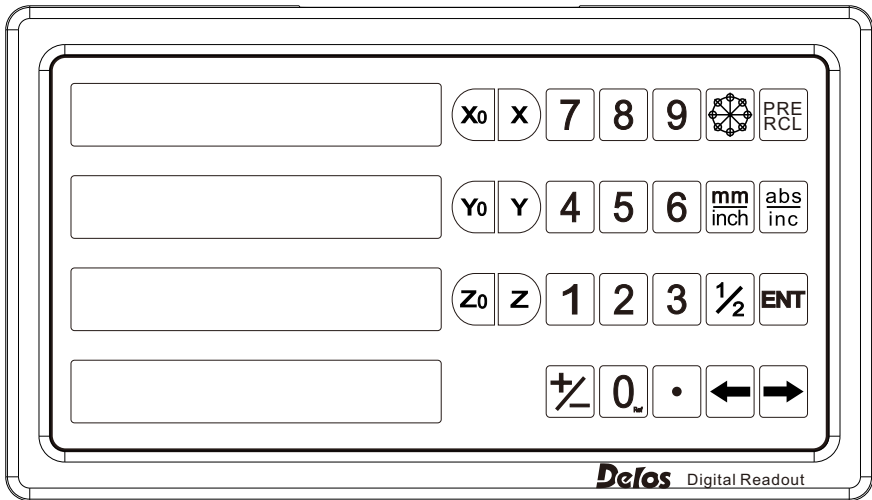 X0 X 7 8 9 PRE RCL
Y0 Y 4 5 6 mm inch abs inc
Z0 Z 1 2 3 1/2 ENT
+/− 0 Ref . ← →
Delos Digital Readout